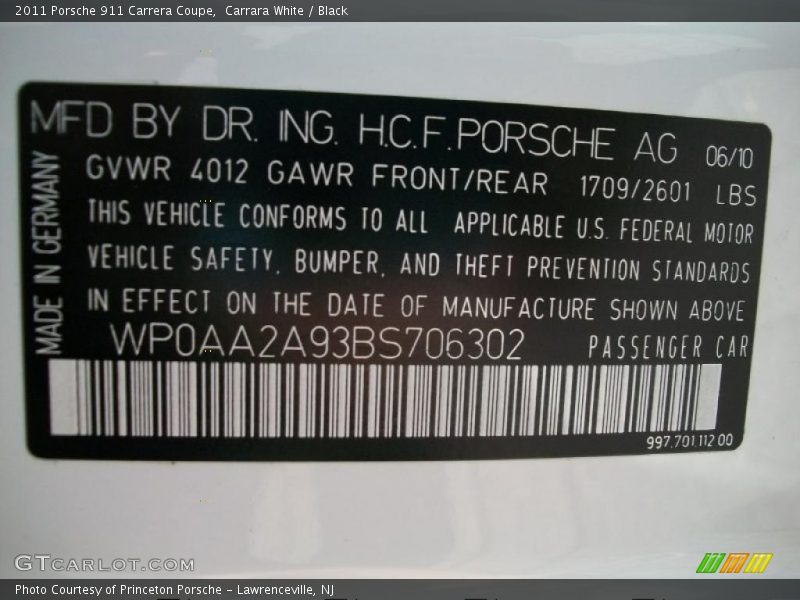 2011 Porsche 911 Carrera Coupe, Carrara White / Black
MFD BY DR. ING. H.C.F. PORSCHE AG 06/10
GVWR 4012 GAWR FRONT/REAR 1709/2601 LBS
THIS VEHICLE CONFORMS TO ALL APPLICABLE U.S. FEDERAL MOTOR
VEHICLE SAFETY, BUMPER, AND THEFT PREVENTION STANDARDS
IN EFFECT ON THE DATE OF MANUFACTURE SHOWN ABOVE
WP0AA2A93BS706302 PASSENGER CAR
997.701.112 00
MADE IN GERMANY
GTCARLOT.COM
Photo Courtesy of Princeton Porsche - Lawrenceville, NJ